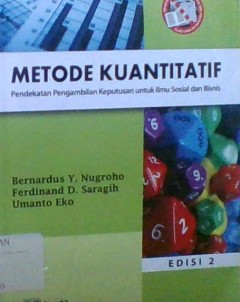 METODE KUANTITATIF
Pendekatan Pengambilan Keputusan untuk Ilmu Sosial dan Bisnis
Bernardus Y. Nugroho
Ferdinand D. Saragih
Umanto Eko
EDISI 2